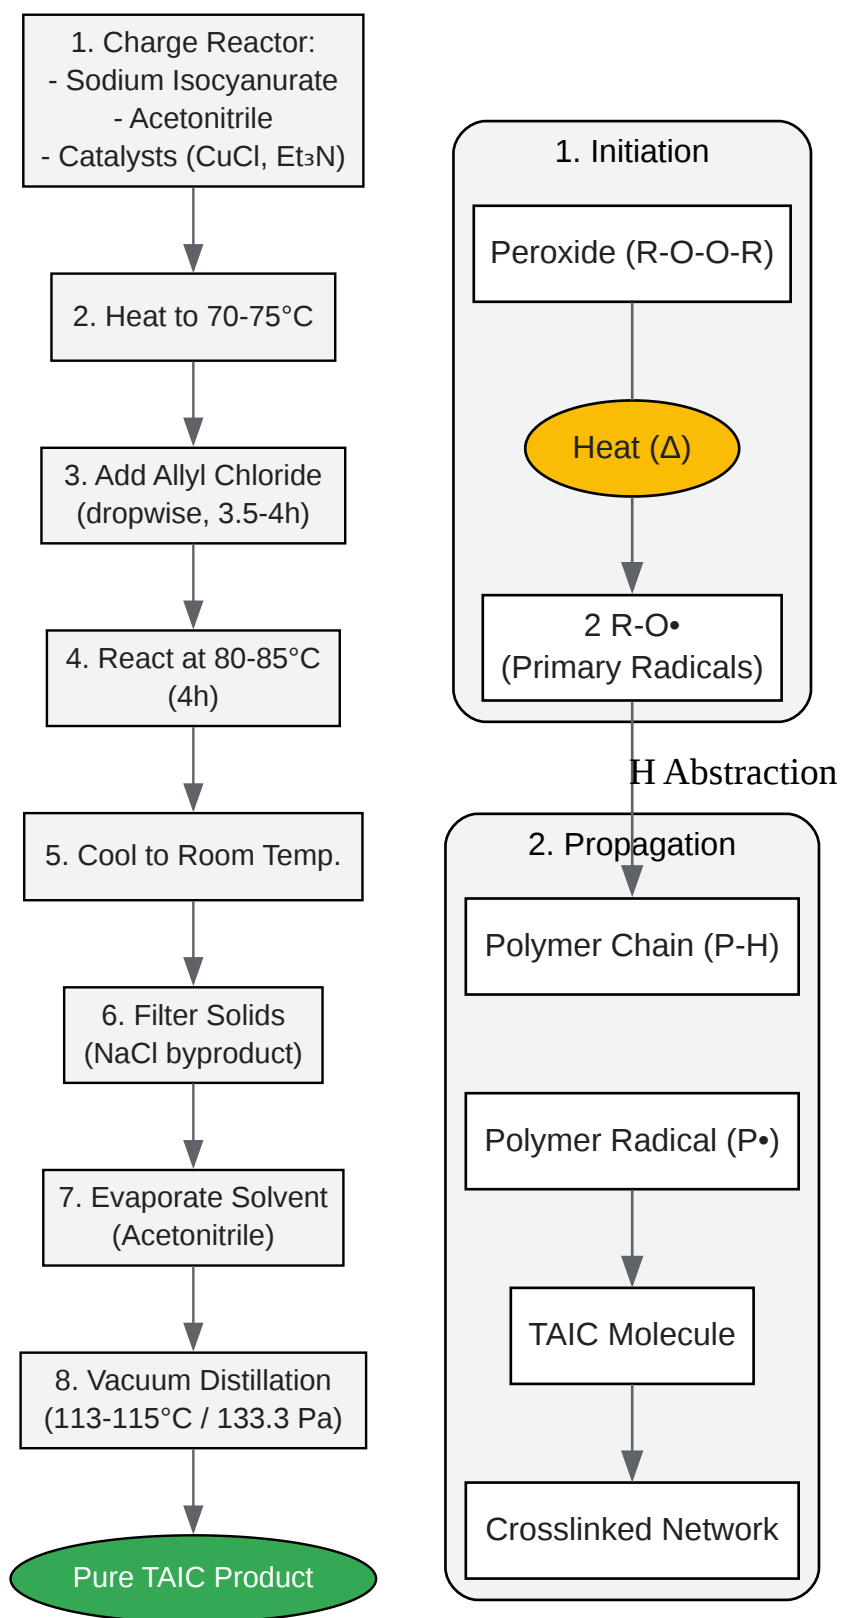 1. Charge Reactor:
- Sodium Isocyanurate
- Acetonitrile
- Catalysts (CuCl, Et₃N)
2. Heat to 70-75°C
3. Add Allyl Chloride
(dropwise, 3.5-4h)
4. React at 80-85°C
(4h)
5. Cool to Room Temp.
6. Filter Solids
(NaCl byproduct)
7. Evaporate Solvent
(Acetonitrile)
8. Vacuum Distillation
(113-115°C / 133.3 Pa)
Pure TAIC Product
1. Initiation
Peroxide (R-O-O-R)
Heat (Δ)
2 R-O•
(Primary Radicals)
H Abstraction
2. Propagation
Polymer Chain (P-H)
Polymer Radical (P•)
TAIC Molecule
Crosslinked Network